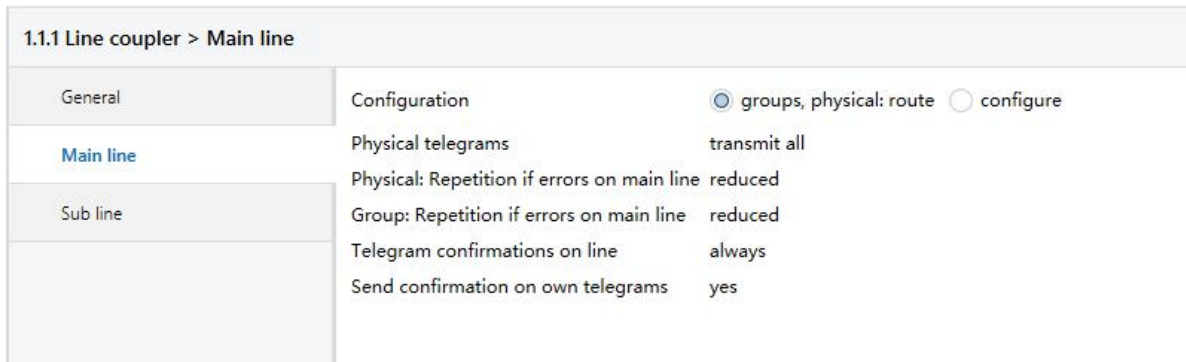 1.1.1 Line coupler > Main line
General
Main line
Sub line
Configuration groups, physical: route configure
Physical telegrams transmit all
Physical: Repetition if errors on main line reduced
Group: Repetition if errors on main line reduced
Telegram confirmations on line always
Send confirmation on own telegrams yes